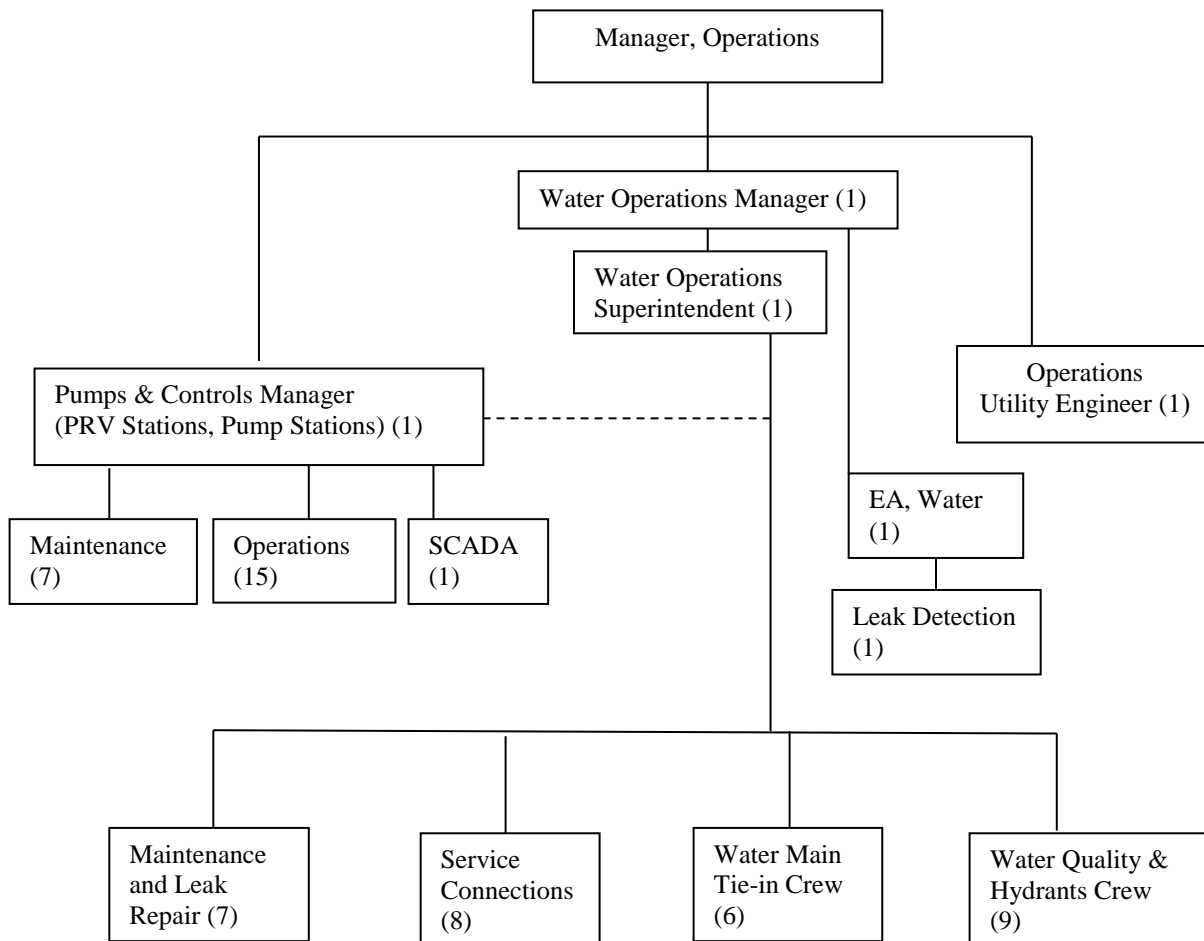 Manager, Operations
Water Operations Manager (1)
Water Operations
Superintendent (1)
Pumps & Controls Manager
(PRV Stations, Pump Stations) (1)
Operations
Utility Engineer (1)
Maintenance
(7)
Operations
(15)
SCADA
(1)
EA, Water
(1)
Leak Detection
(1)
Maintenance
and Leak
Repair (7)
Service
Connections
(8)
Water Main
Tie-in Crew
(6)
Water Quality &
Hydrants Crew
(9)